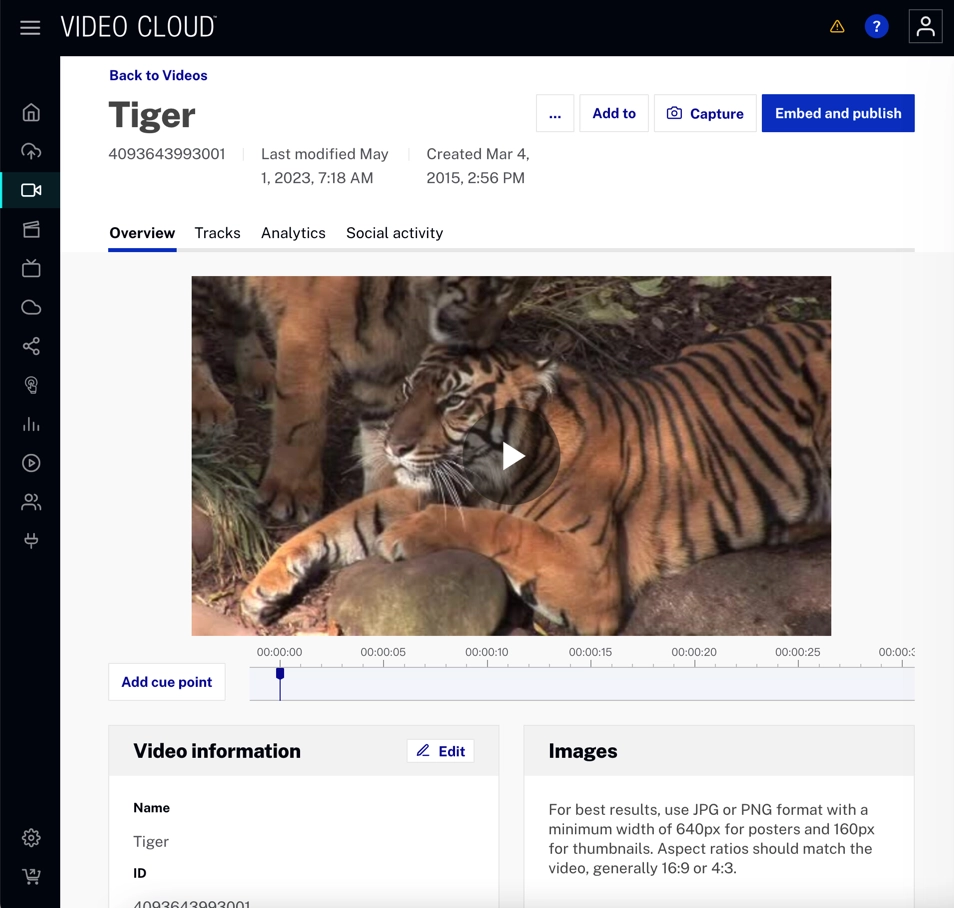 VIDEO CLOUD™
?
Back to Videos
Tiger
... Add to Capture Embed and publish
4093643993001 Last modified May 1, 2023, 7:18 AM Created Mar 4, 2015, 2:56 PM
Overview Tracks Analytics Social activity
00:00:00 00:00:05 00:00:10 00:00:15 00:00:20 00:00:25 00:00:3
Add cue point
Video information Edit
Name
Tiger
ID
4093643993001
Images
For best results, use JPG or PNG format with a
minimum width of 640px for posters and 160px
for thumbnails. Aspect ratios should match the
video, generally 16:9 or 4:3.